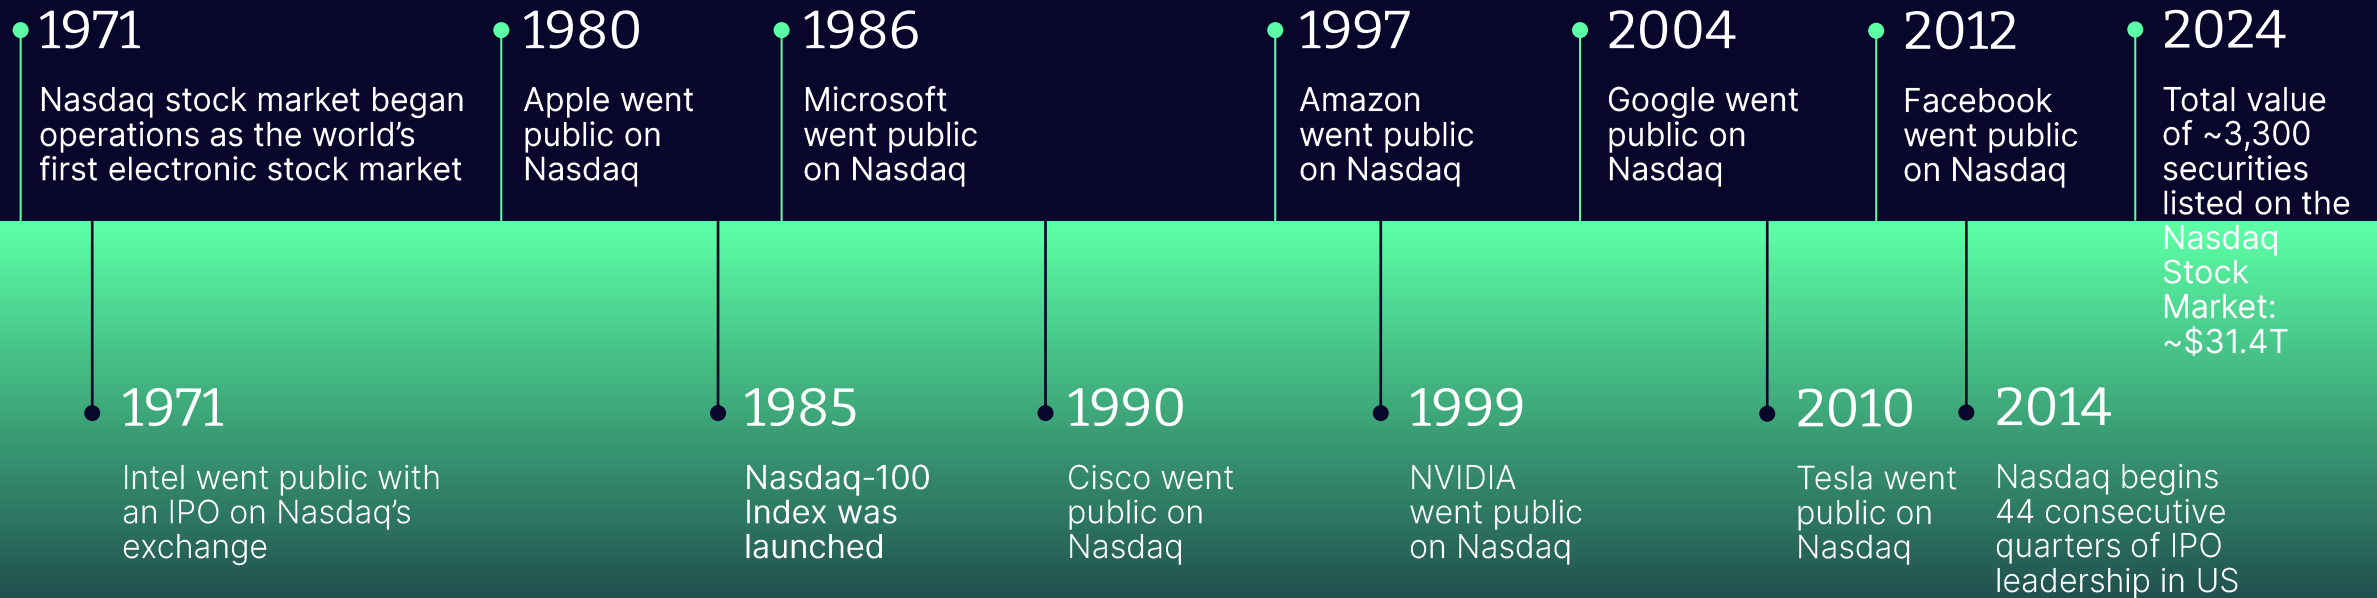 1971
Nasdaq stock market began
operations as the world’s
first electronic stock market
1980
Apple went
public on
Nasdaq
1986
Microsoft
went public
on Nasdaq
1997
Amazon
went public
on Nasdaq
2004
Google went
public on
Nasdaq
2012
Facebook
went public
on Nasdaq
2024
Total value
of ~3,300
securities
listed on the
Nasdaq
Stock
Market:
~$31.4T
1971
Intel went public with
an IPO on Nasdaq’s
exchange
1985
Nasdaq-100
Index was
launched
1990
Cisco went
public on
Nasdaq
1999
NVIDIA
went public
on Nasdaq
2010
Tesla went
public on
Nasdaq
2014
Nasdaq begins
44 consecutive
quarters of IPO
leadership in US